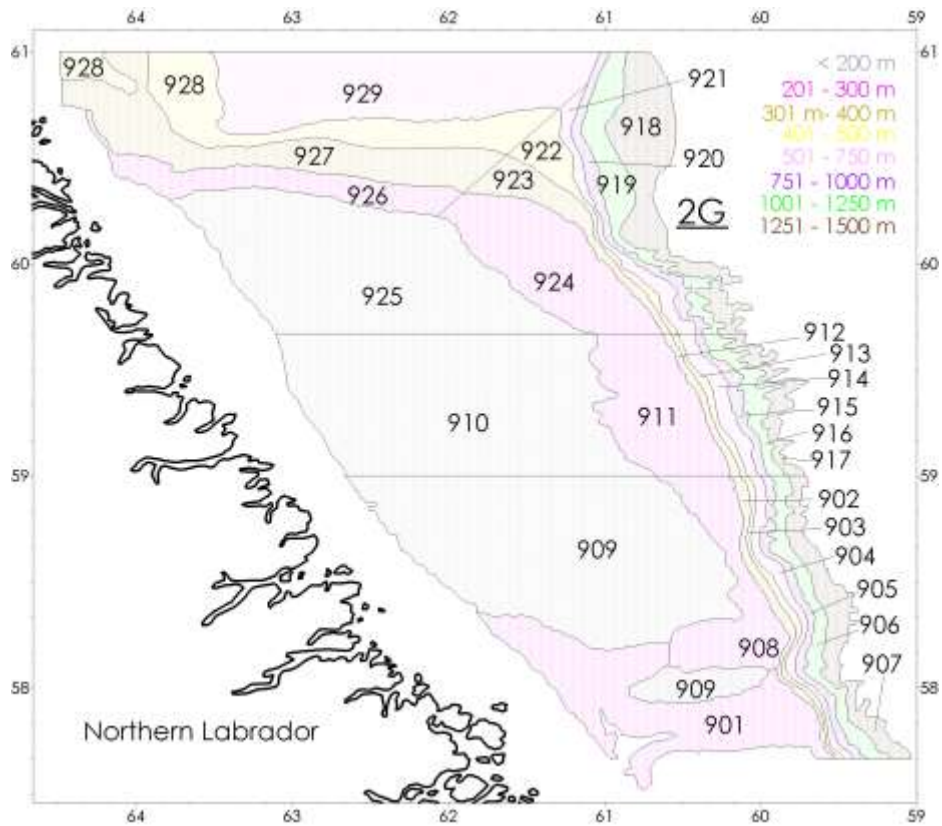 64 63 62 61 60 59
61 61
928
928
929
921
< 200 m
201 - 300 m
301 m- 400 m
401 - 500 m
501 - 750 m
751 - 1000 m
1001 - 1250 m
1251 - 1500 m
918
922
927
920
919
923
926
2G
60 60
924
925
912
913
914
910
911
915
916
917
59 59
902
903
909
904
905
906
908
907
58 58
909
901
Northern Labrador
64 63 62 61 60 59